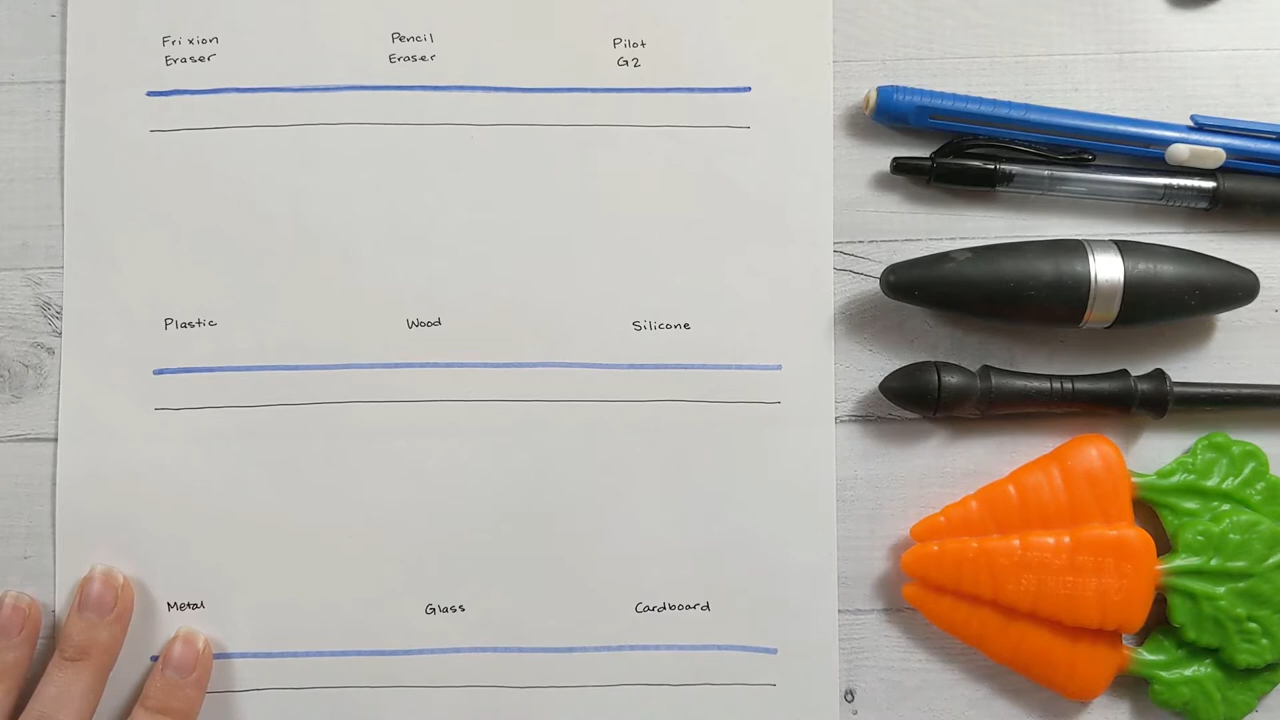 Frixion Pencil Pilot
Eraser Eraser G2
Plastic Wood Silicone
Metal Glass Cardboard